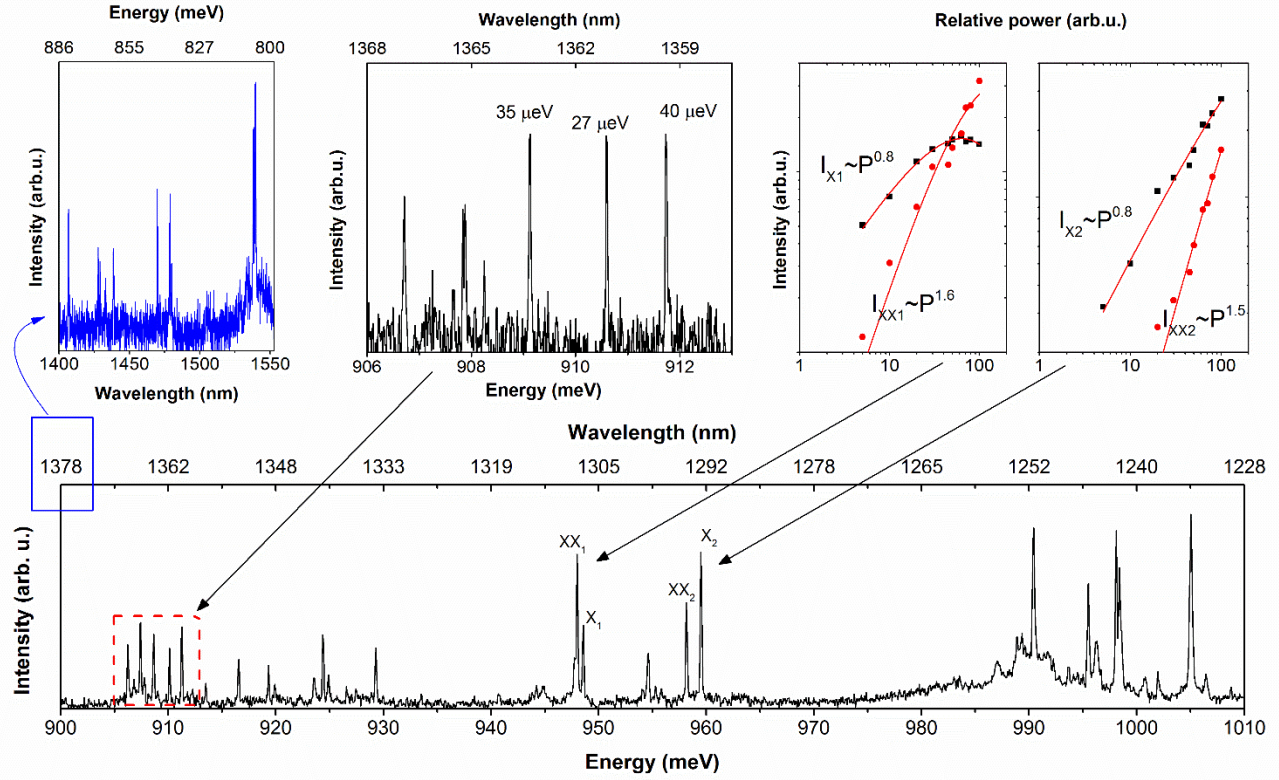 Energy (meV)
886 855 827 800
Intensity (arb.u.)
1400 1450 1500 1550
Wavelength (nm)
Wavelength (nm)
1368 1365 1362 1359
35 μeV 27 μeV 40 μeV
Intensity (arb.u.)
906 908 910 912
Energy (meV)
Relative power (arb.u.)
Intensity (arb.u.)
I_X1~P^0.8
I_XX1~P^1.6
1 10 100
I_X2~P^0.8
I_XX2~P^1.5
1 10 100
Wavelength (nm)
1378 1362 1348 1333 1319 1305 1292 1278 1265 1252 1240 1228
Intensity (arb. u.)
XX1
X1
XX2
X2
900 910 920 930 940 950 960 970 980 990 1000 1010
Energy (meV)